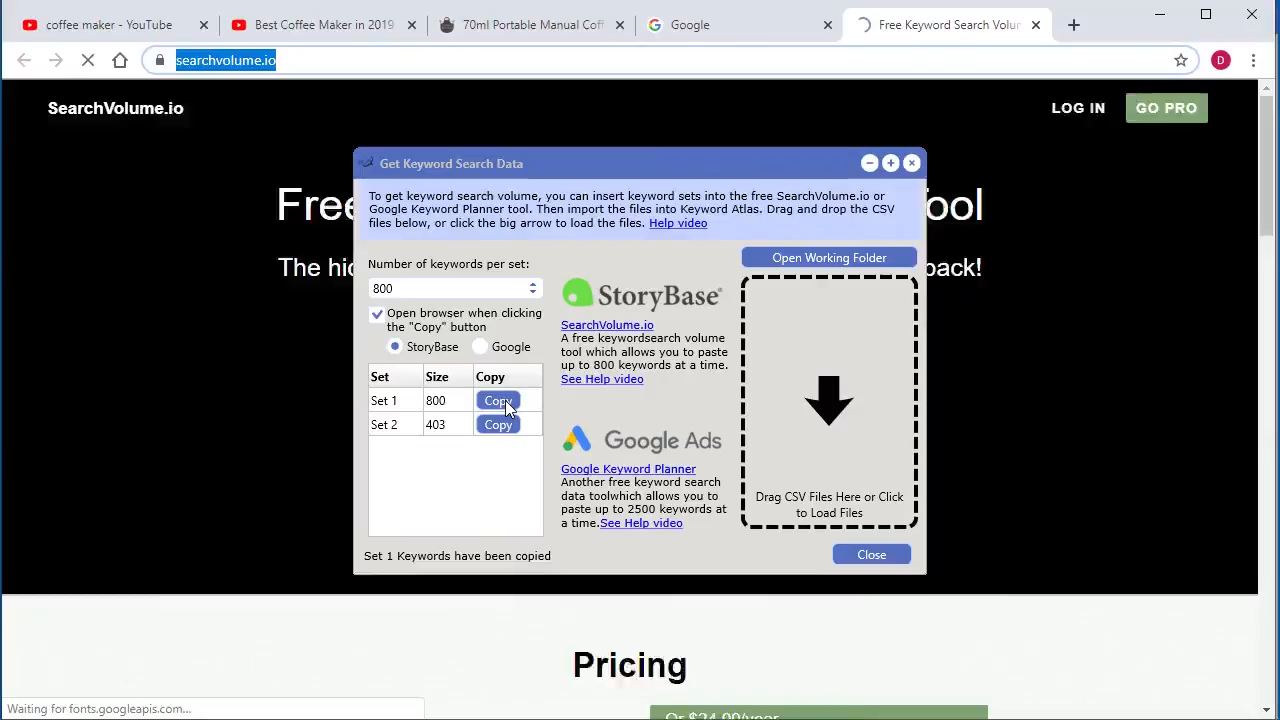 coffee maker - YouTube
Best Coffee Maker in 2019
70ml Portable Manual Coff
Google
Free Keyword Search Volum
searchvolume.io
D
SearchVolume.io
LOG IN
GO PRO
Get Keyword Search Data
Free
ool
To get keyword search volume, you can insert keyword sets into the free SearchVolume.io or
Google Keyword Planner tool. Then import the files into Keyword Atlas. Drag and drop the CSV
files below, or click the big arrow to load the files. Help video
The hi
back!
Number of keywords per set:
800
Open browser when clicking
the "Copy" button
StoryBase
Google
Set
Size
Copy
Set 1
800
Copy
Set 2
403
Copy
Set 1 Keywords have been copied
StoryBase
SearchVolume.io
A free keywordsearch volume
tool which allows you to paste
up to 800 keywords at a time.
See Help video
Google Ads
Google Keyword Planner
Another free keyword search
data toolwhich allows you to
paste up to 2500 keywords at
a time.See Help video
Open Working Folder
Drag CSV Files Here or Click
to Load Files
Close
Pricing
Or $24.90/year
Waiting for fonts.googleapis.com...